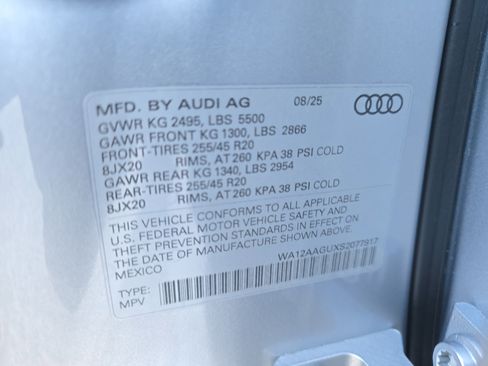 MFD. BY AUDI AG 08/25
GVWR KG 2495, LBS 5500
GAWR FRONT KG 1300, LBS 2866
FRONT-TIRES 255/45 R20
8JX20 RIMS, AT 260 KPA 38 PSI COLD
GAWR REAR KG 1340, LBS 2954
REAR-TIRES 255/45 R20
8JX20 RIMS, AT 260 KPA 38 PSI COLD
THIS VEHICLE CONFORMS TO ALL APPLICABLE
U.S. FEDERAL MOTOR VEHICLE SAFETY AND
THEFT PREVENTION STANDARDS IN EFFECT ON
THE DATE OF MANUFACTURE SHOWN ABOVE.
MEXICO
WA12AAGUXS2077917
TYPE:
MPV